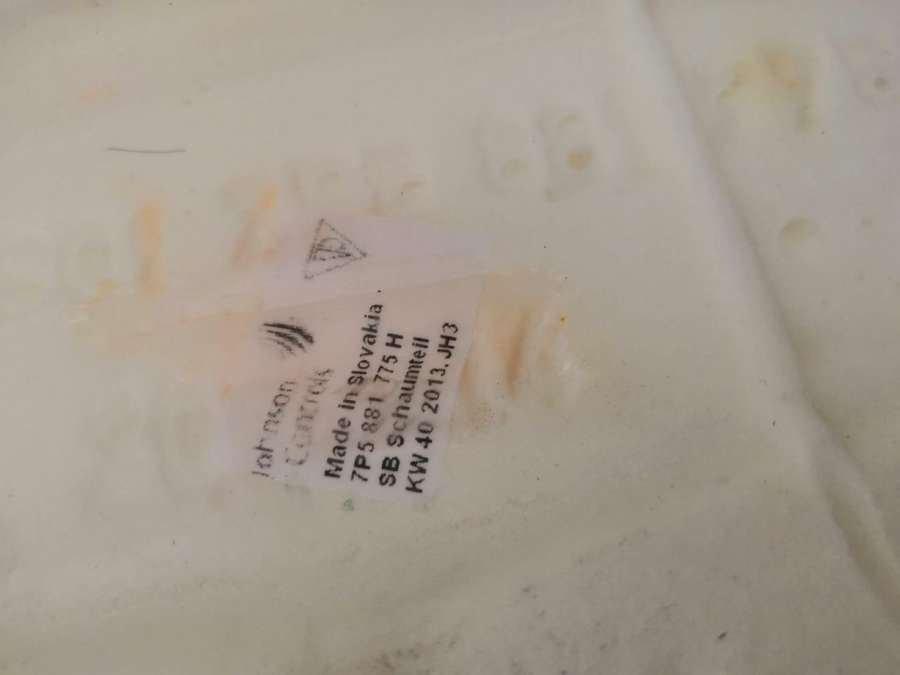 Johnson
Controls
Made in Slovakia
7P5 881 775 H
SB Schaumteil
KW 40 2013. JH3